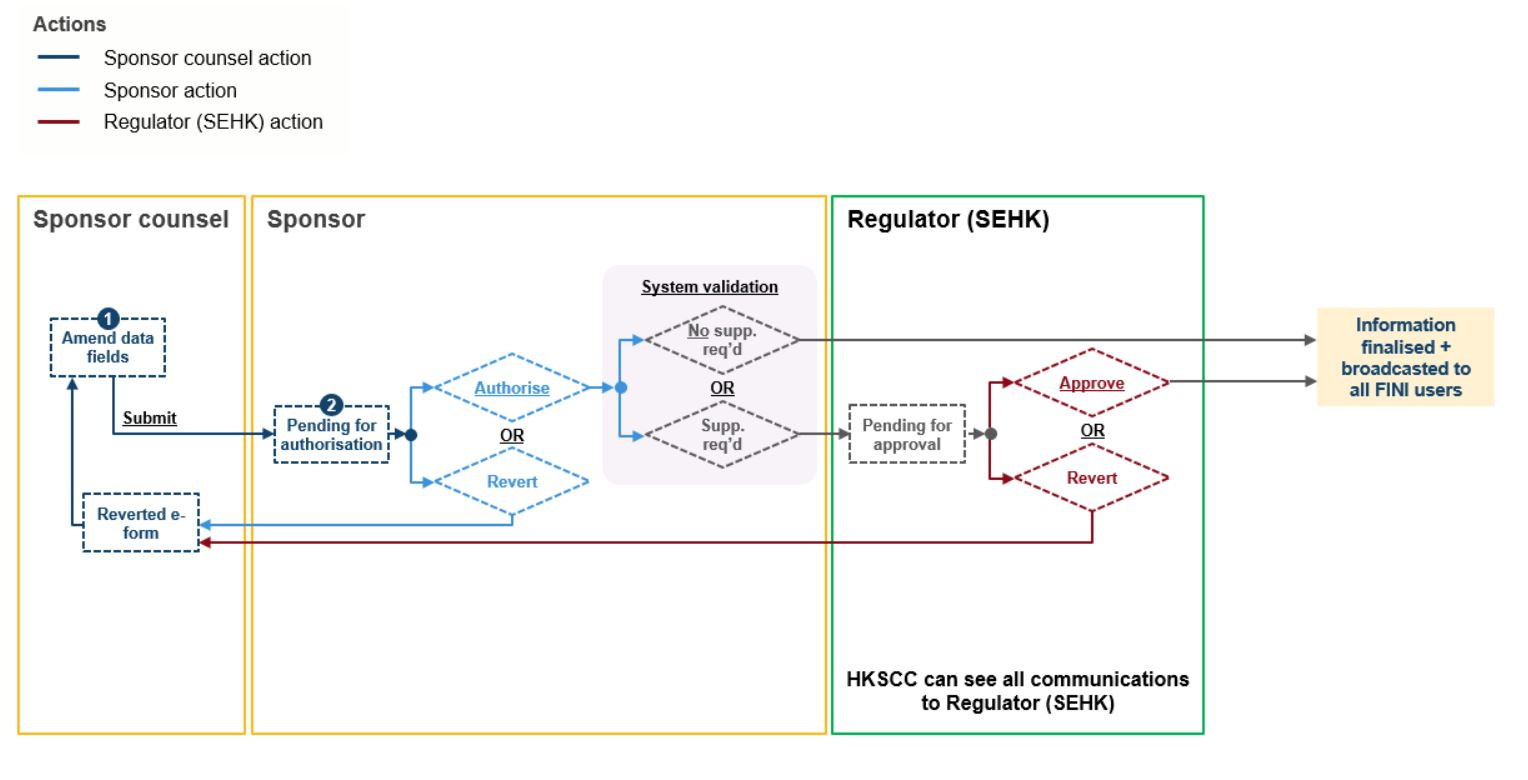 Actions
Sponsor counsel action
Sponsor action
Regulator (SEHK) action
Sponsor counsel
Sponsor
Regulator (SEHK)
1
Amend data
fields
Submit
Reverted e-
form
2
Pending for
authorisation
Authorise
OR
Revert
System validation
No supp.
req'd
OR
Supp.
req'd
Pending for
approval
Approve
OR
Revert
HKSCC can see all communications
to Regulator (SEHK)
Information
finalised +
broadcasted to
all FINI users